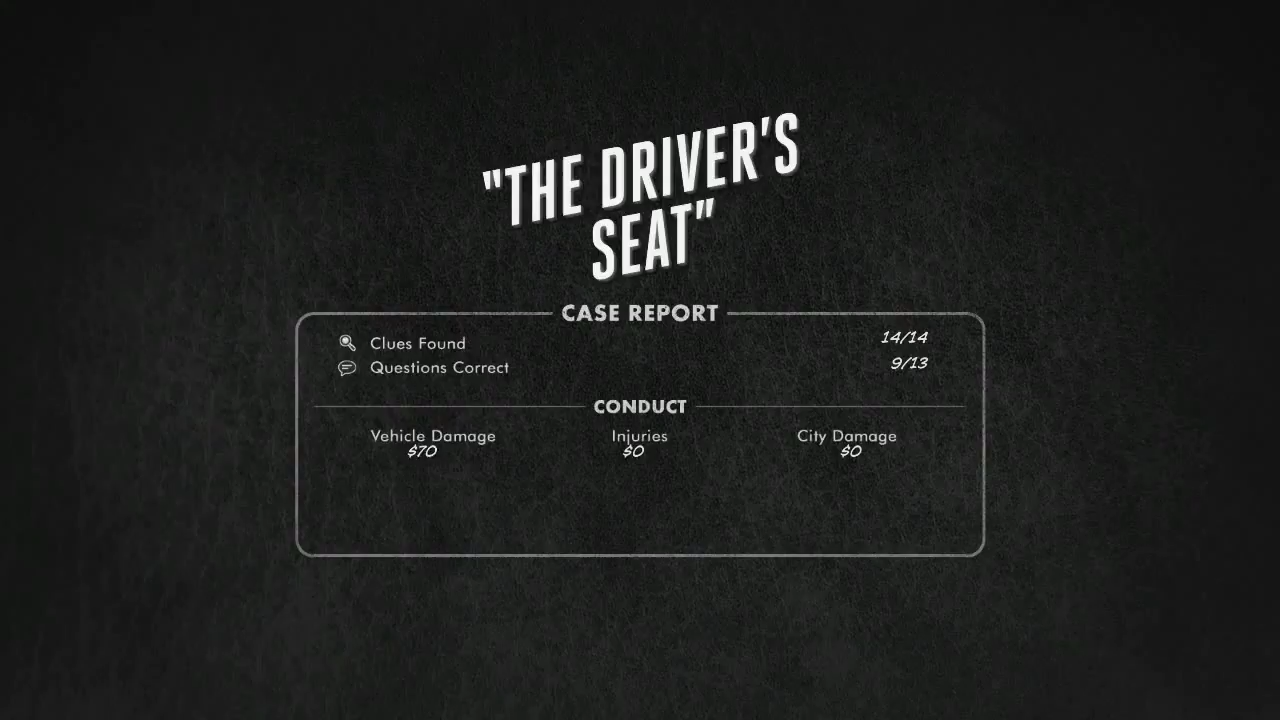 "THE DRIVER'S
SEAT"
CASE REPORT
Clues Found 14/14
Questions Correct 9/13
CONDUCT
Vehicle Damage Injuries City Damage
$70 $0 $0